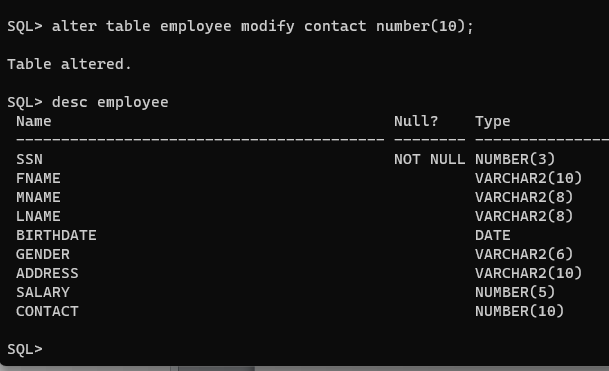 SQL> alter table employee modify contact number(10);
Table altered.
SQL> desc employee
Name Null? Type
----------------------------------------- -------- ---------------
SSN NOT NULL NUMBER(3)
FNAME VARCHAR2(10)
MNAME VARCHAR2(8)
LNAME VARCHAR2(8)
BIRTHDATE DATE
GENDER VARCHAR2(6)
ADDRESS VARCHAR2(10)
SALARY NUMBER(5)
CONTACT NUMBER(10)
SQL>